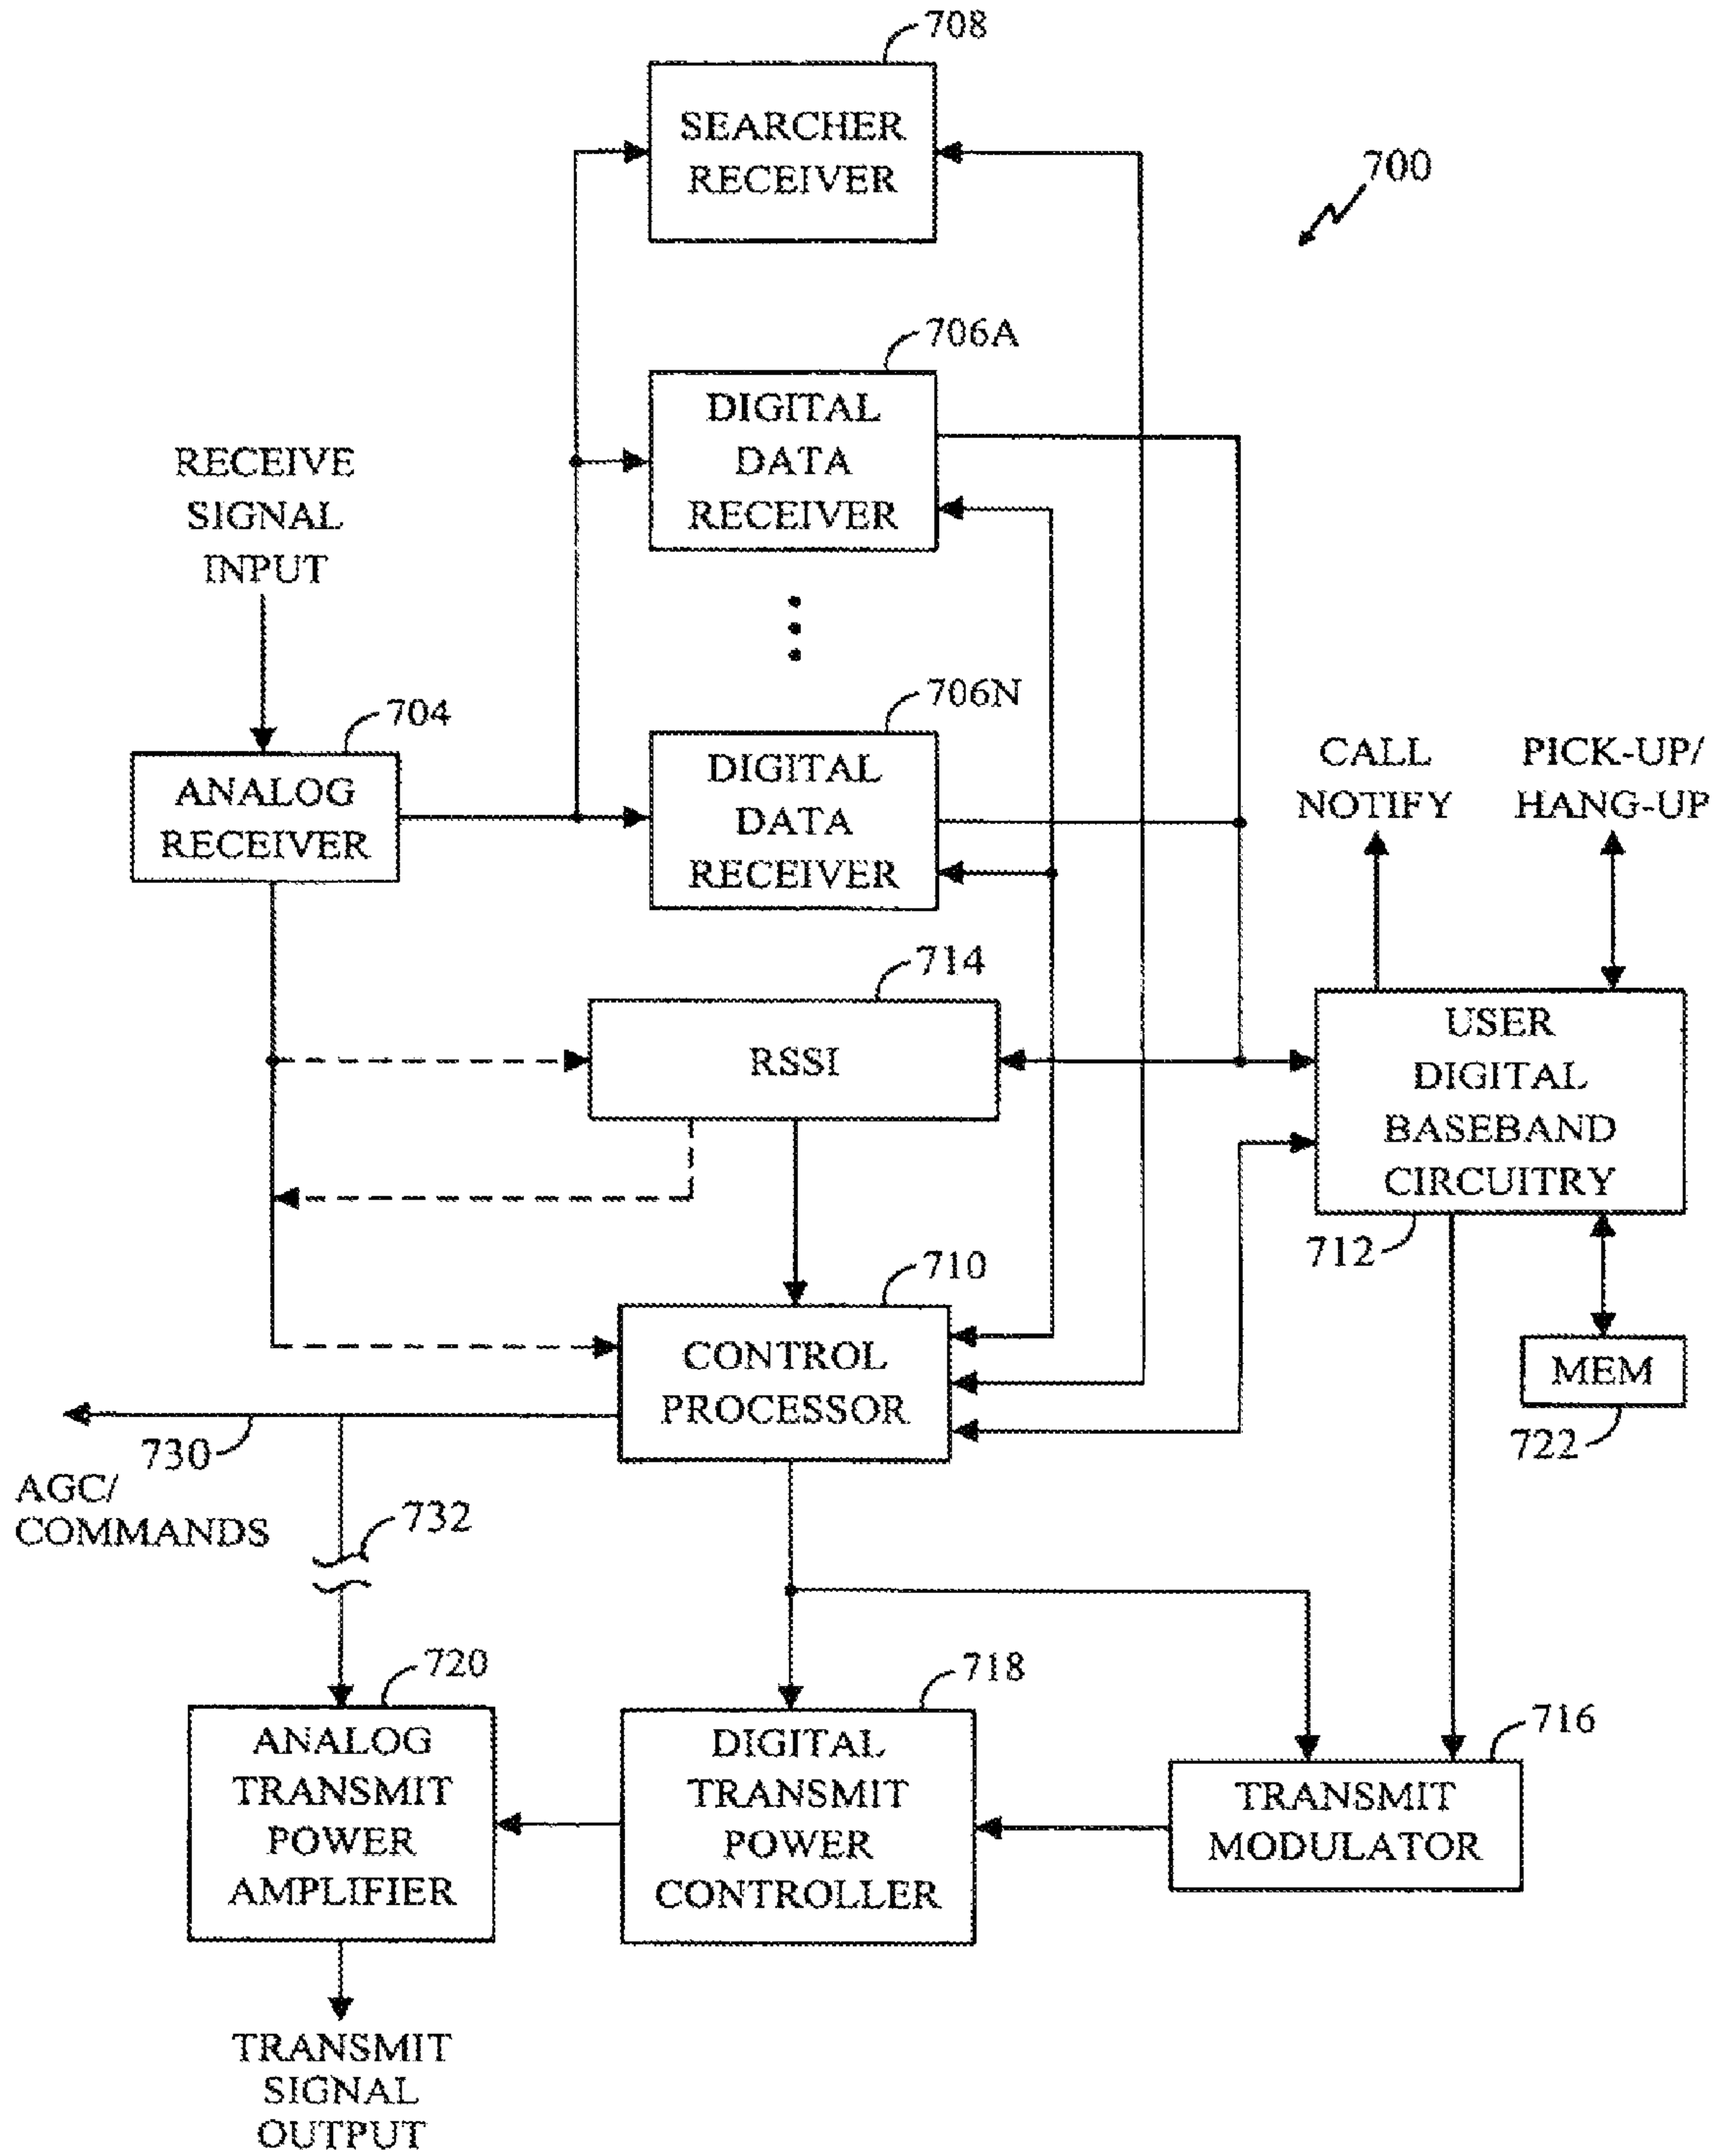 708
SEARCHER
RECEIVER
700
706A
DIGITAL
DATA
RECEIVER
RECEIVE
SIGNAL
INPUT
706N
704
DIGITAL
DATA
RECEIVER
ANALOG
RECEIVER
CALL
NOTIFY
PICK-UP/
HANG-UP
714
RSSI
USER
DIGITAL
BASEBAND
CIRCUITRY
712
710
CONTROL
PROCESSOR
MEM
722
730
AGC/
COMMANDS
732
720
ANALOG
TRANSMIT
POWER
AMPLIFIER
718
DIGITAL
TRANSMIT
POWER
CONTROLLER
716
TRANSMIT
MODULATOR
TRANSMIT
SIGNAL
OUTPUT